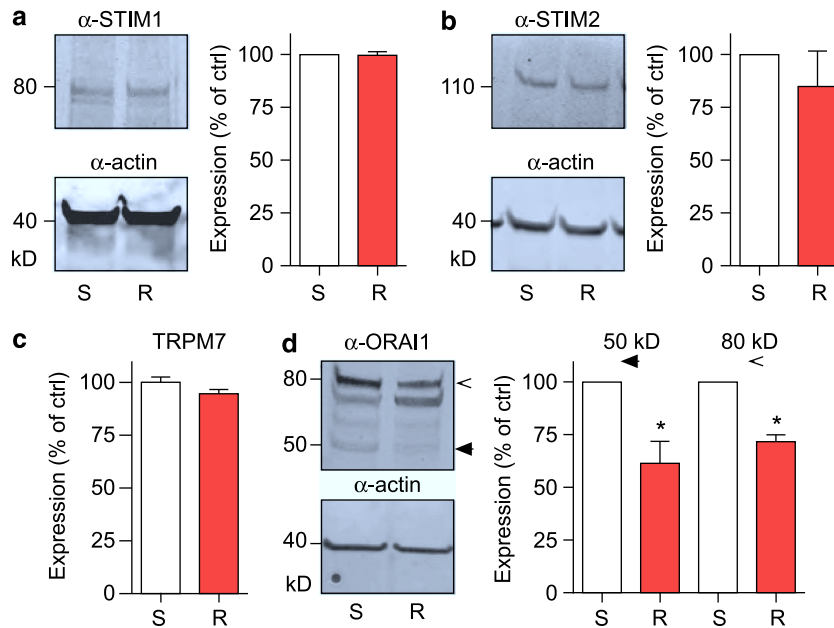 a
α-STIM1
80
α-actin
40
kD
S R
Expression (% of ctrl)
100
75
50
25
0
S R
b
α-STIM2
110
α-actin
40
kD
S R
Expression (% of ctrl)
100
75
50
25
0
S R
c
TRPM7
Expression (% of ctrl)
100
75
50
25
0
S R
d
α-ORAI1
80
<
50
α-actin
40
kD
S R
50 kD 80 kD
<
Expression (% of ctrl)
100
75
50
25
0
* *
S R S R